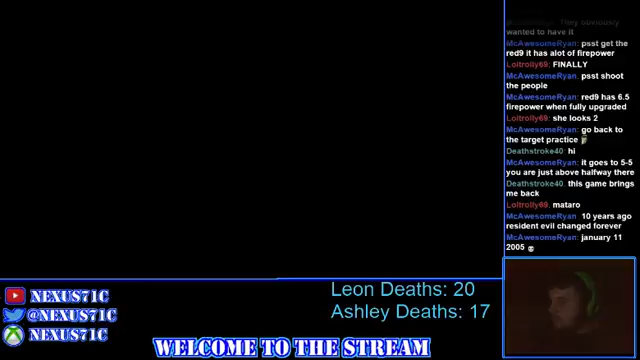 They obviously
wanted to have it
McAwesomeRyan: psst get the
red9 it has alot of firepower
Loitrolly69: FINALLY
McAwesomeRyan: psst shoot
the people
McAwesomeRyan: red9 has 6.5
firepower when fully upgraded
Loitrolly69: she looks 2
McAwesomeRyan: go back to
the target practice
Deathstroke40: hi
McAwesomeRyan: it goes to 5-5
you are just above halfway there
Deathstroke40: this game brings
me back
Loitrolly69: mataro
McAwesomeRyan: 10 years ago
resident evil changed forever
McAwesomeRyan: january 11
2005
Leon Deaths: 20
Ashley Deaths: 17
NEXUS71C
@NEXUS71C
NEXUS71C
WELCOME TO THE STREAM